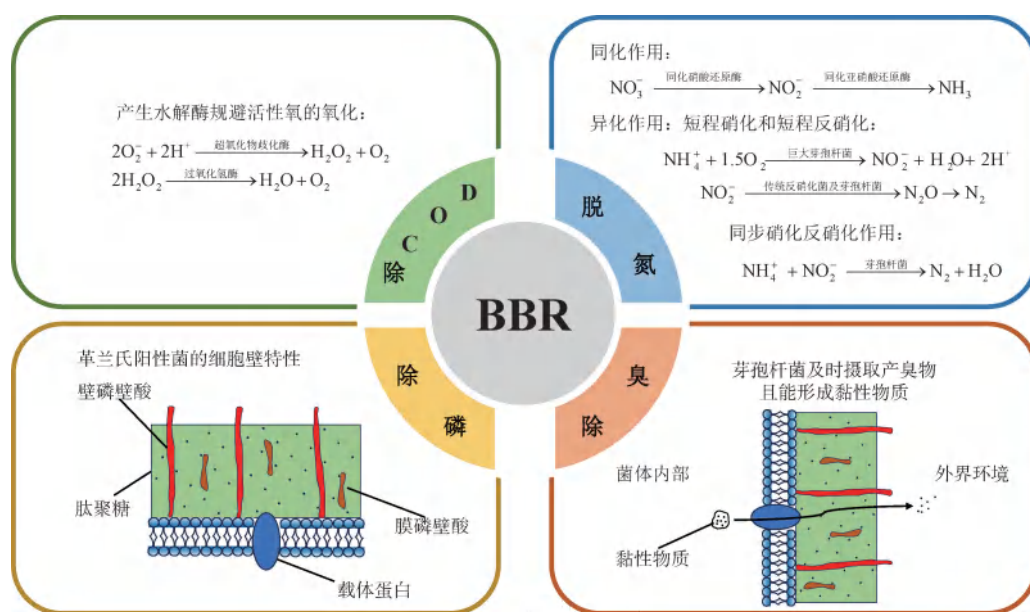 产生水解酶规避活性氧的氧化：
2O₂⁻ + 2H⁺ —超氧化物歧化酶→ H₂O₂ + O₂
2H₂O₂ —过氧化氢酶→ H₂O + O₂
同化作用：
NO₃⁻ —同化硝酸还原酶→ NO₂⁻ —同化亚硝酸还原酶→ NH₃
异化作用：短程硝化和短程反硝化：
NH₄⁺ + 1.5O₂ —巨大芽孢杆菌→ NO₂⁻ + H₂O + 2H⁺
NO₂⁻ —传统反硝化菌及芽孢杆菌→ N₂O → N₂
同步硝化反硝化作用：
NH₄⁺ + NO₂⁻ —芽孢杆菌→ N₂ + H₂O
除COD
脱氮
BBR
除磷
除臭
革兰氏阳性菌的细胞壁特性
壁磷壁酸
肽聚糖
膜磷壁酸
载体蛋白
芽孢杆菌及时摄取产臭物
且能形成黏性物质
菌体内部
外界环境
黏性物质